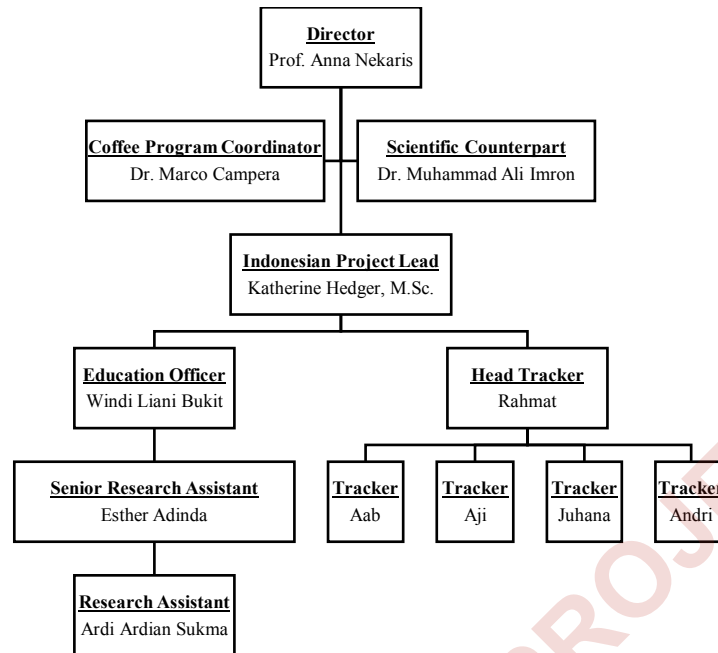 Director
Prof. Anna Nekaris
Coffee Program Coordinator
Dr. Marco Campera
Scientific Counterpart
Dr. Muhammad Ali Imron
Indonesian Project Lead
Katherine Hedger, M.Sc.
Education Officer
Windi Liani Bukit
Head Tracker
Rahmat
Senior Research Assistant
Esther Adinda
Tracker
Aab
Tracker
Aji
Tracker
Juhana
Tracker
Andri
Research Assistant
Ardi Ardian Sukma
PROJE